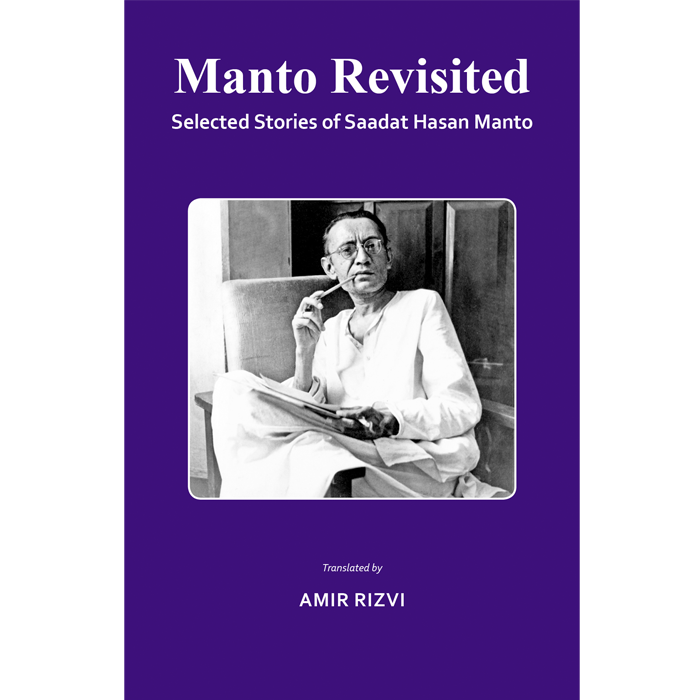 Manto Revisited
Selected Stories of Saadat Hasan Manto
Translated by
AMIR RIZVI